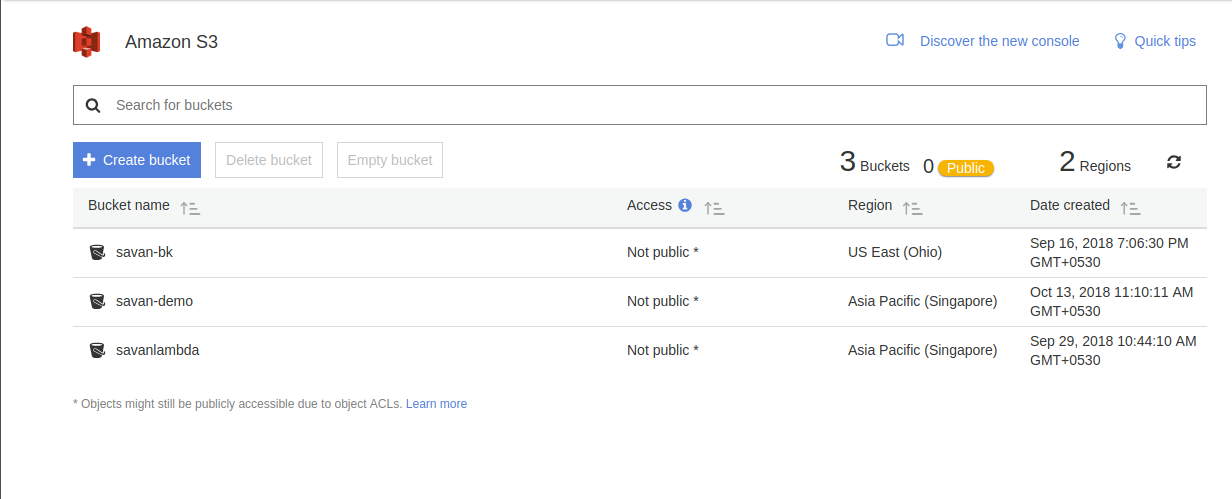 Amazon S3 Discover the new console Quick tips
Search for buckets
Create bucket Delete bucket Empty bucket 3 Buckets 0 Public 2 Regions
Bucket name Access Region Date created
savan-bk Not public * US East (Ohio) Sep 16, 2018 7:06:30 PM
GMT+0530
savan-demo Not public * Asia Pacific (Singapore) Oct 13, 2018 11:10:11 AM
GMT+0530
savanlambda Not public * Asia Pacific (Singapore) Sep 29, 2018 10:44:10 AM
GMT+0530
* Objects might still be publicly accessible due to object ACLs. Learn more